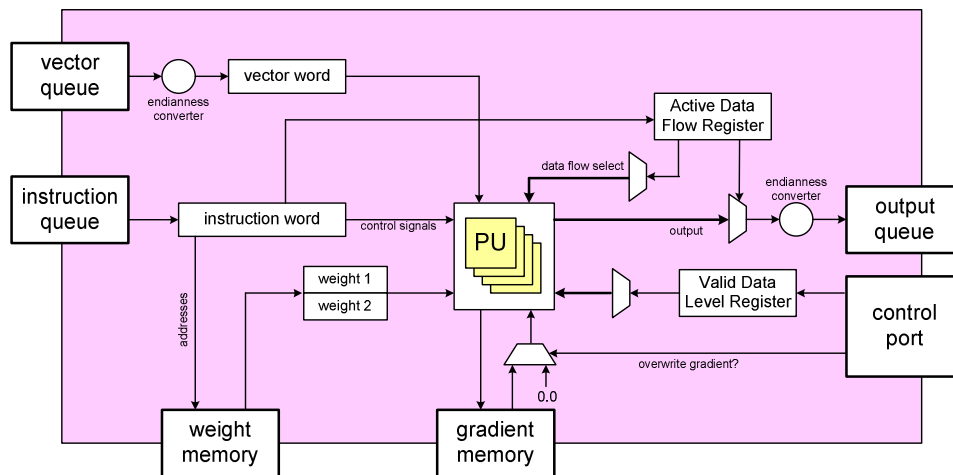 vector
queue
endianness
converter
vector word
Active Data
Flow Register
data flow select
instruction
queue
instruction word
control signals
PU
output
endianness
converter
output
queue
weight 1
weight 2
Valid Data
Level Register
control
port
addresses
overwrite gradient?
0.0
weight
memory
gradient
memory